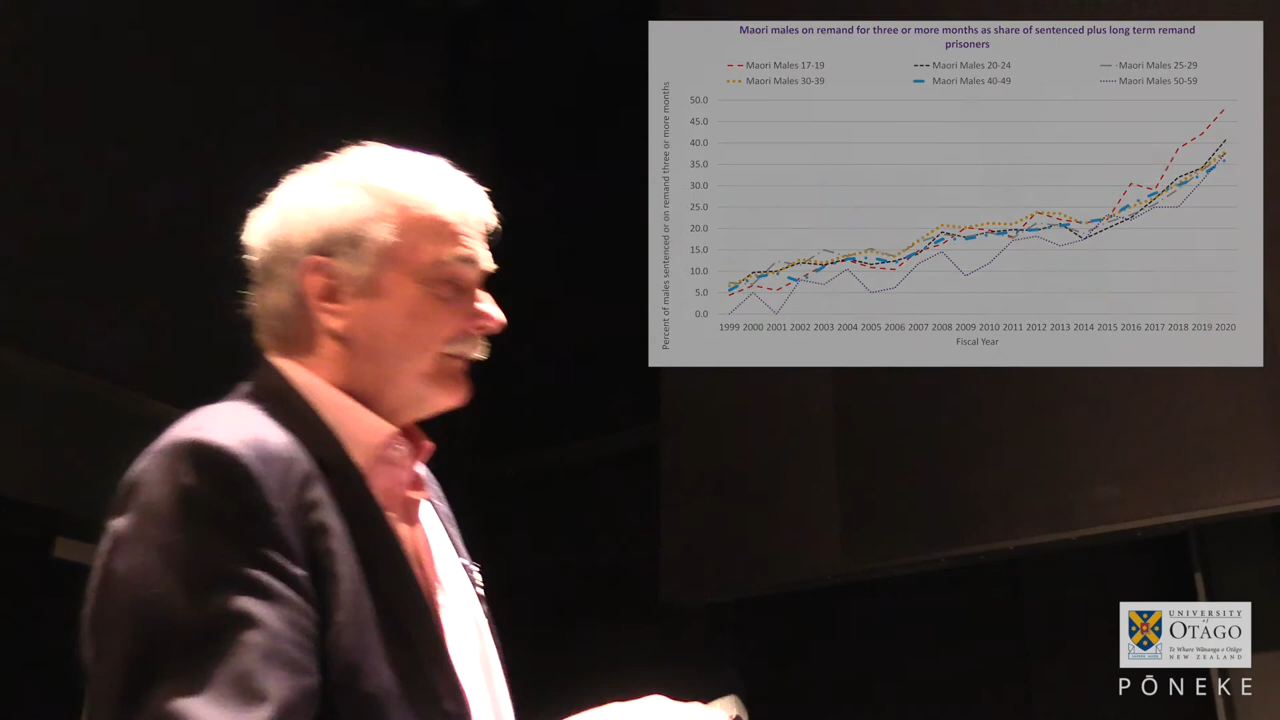 Maori males on remand for three or more months as share of sentenced plus long term remand
prisoners
Maori Males 17-19
Maori Males 20-24
Maori Males 25-29
Maori Males 30-39
Maori Males 40-49
Maori Males 50-59
Percent of males sentenced or on remand three or more months
50.0
45.0
40.0
35.0
30.0
25.0
20.0
15.0
10.0
5.0
0.0
1999 2000 2001 2002 2003 2004 2005 2006 2007 2008 2009 2010 2011 2012 2013 2014 2015 2016 2017 2018 2019 2020
Fiscal Year
UNIVERSITY
of
OTAGO
Te Whare Wānanga o Otāgo
NEW ZEALAND
PŌNEKE